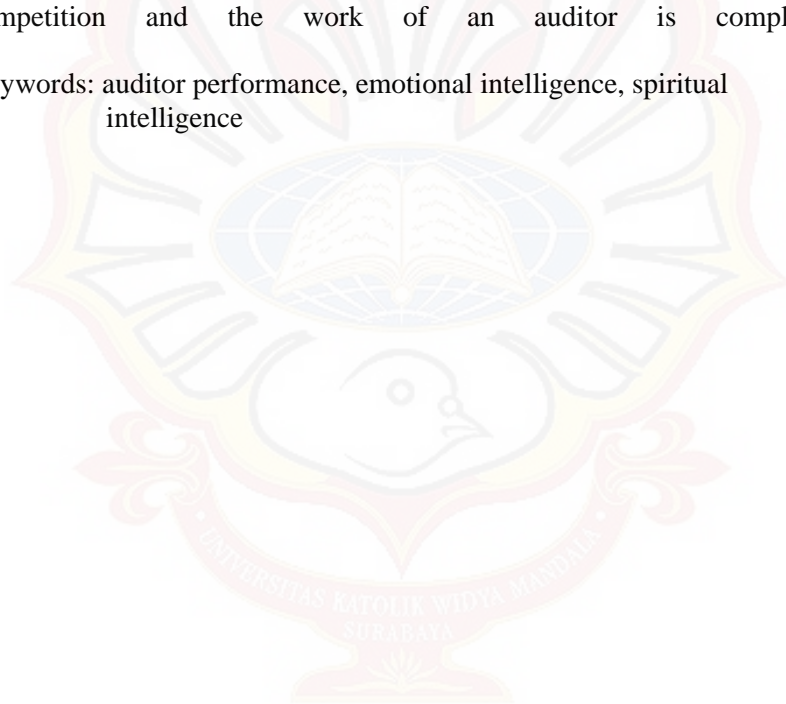 mpetition and the work of an auditor is compl
ywords: auditor performance, emotional intelligence, spiritual
intelligence
UNIVERSITAS KATOLIK WIDYA MANDALA
SURABAYA